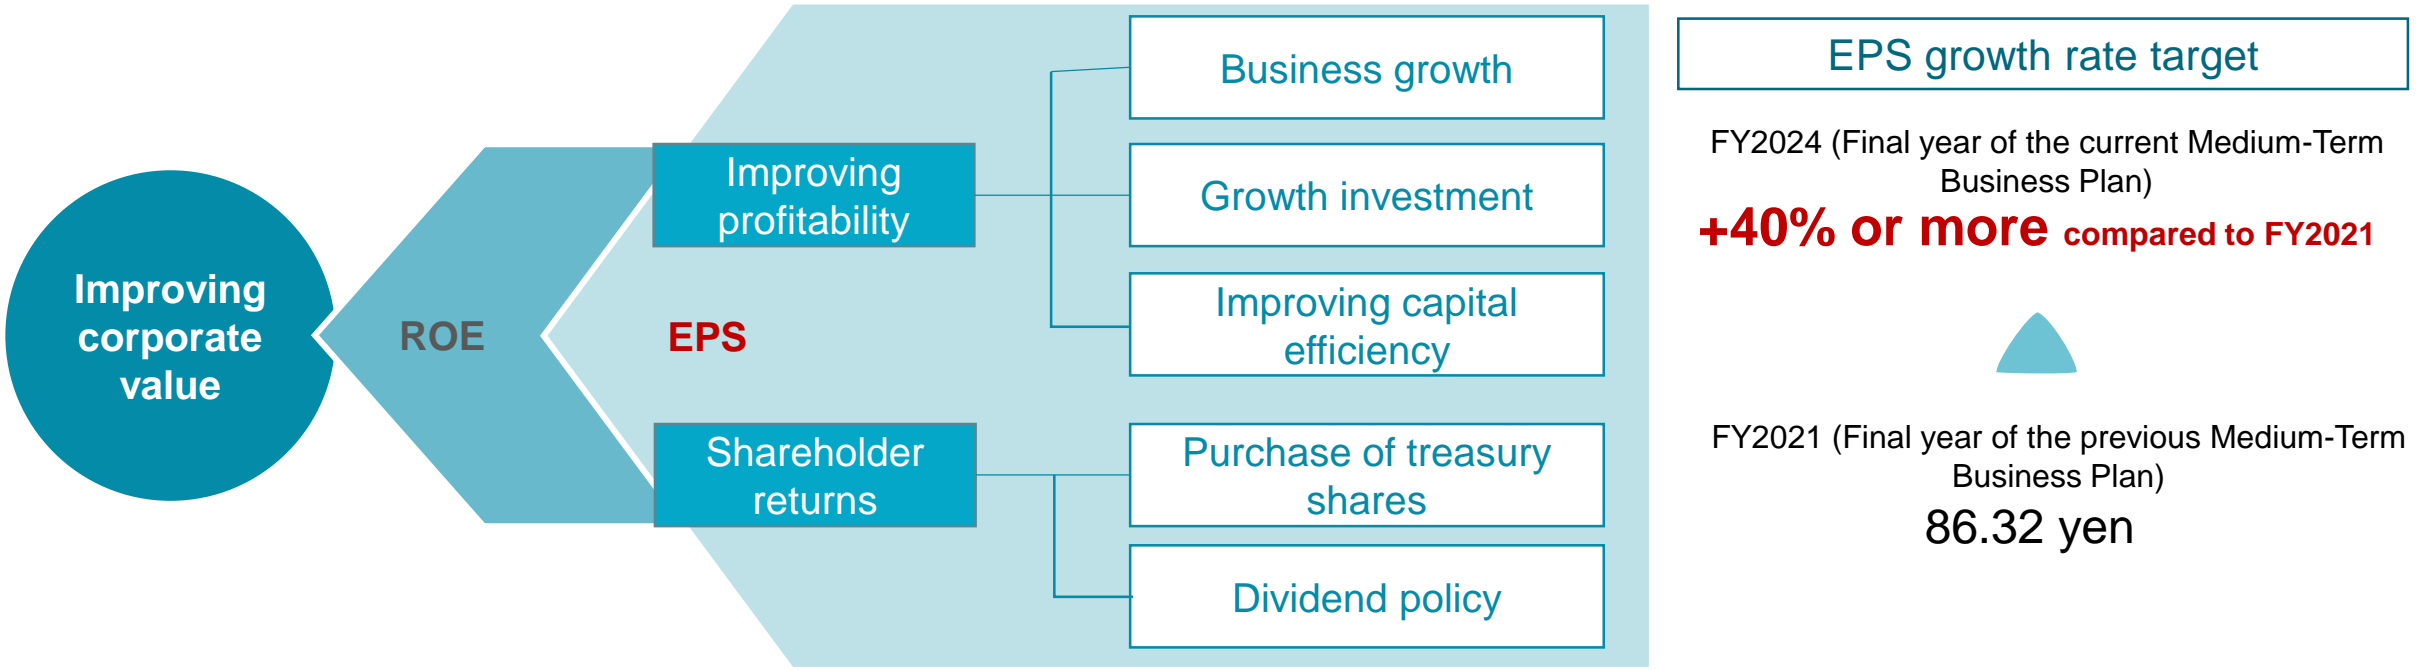 Improving
corporate
value
ROE
EPS
Improving
profitability
Shareholder
returns
Business growth
Growth investment
Improving capital
efficiency
Purchase of treasury
shares
Dividend policy
EPS growth rate target
FY2024 (Final year of the current Medium-Term
Business Plan)
+40% or more compared to FY2021
FY2021 (Final year of the previous Medium-Term
Business Plan)
86.32 yen